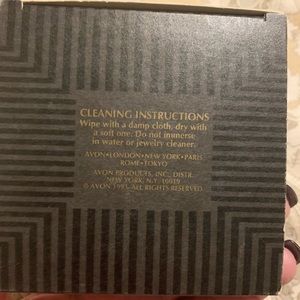 CLEANING INSTRUCTIONS
Wipe with a damp cloth, dry with
a soft one. Do not immerse
in water or jewelry cleaner.
AVON•LONDON•NEW YORK•PARIS
ROME•TOKYO
AVON PRODUCTS, INC., DISTR.
NEW YORK, N.Y. 10019
© AVON 1993 ALL RIGHTS RESERVED